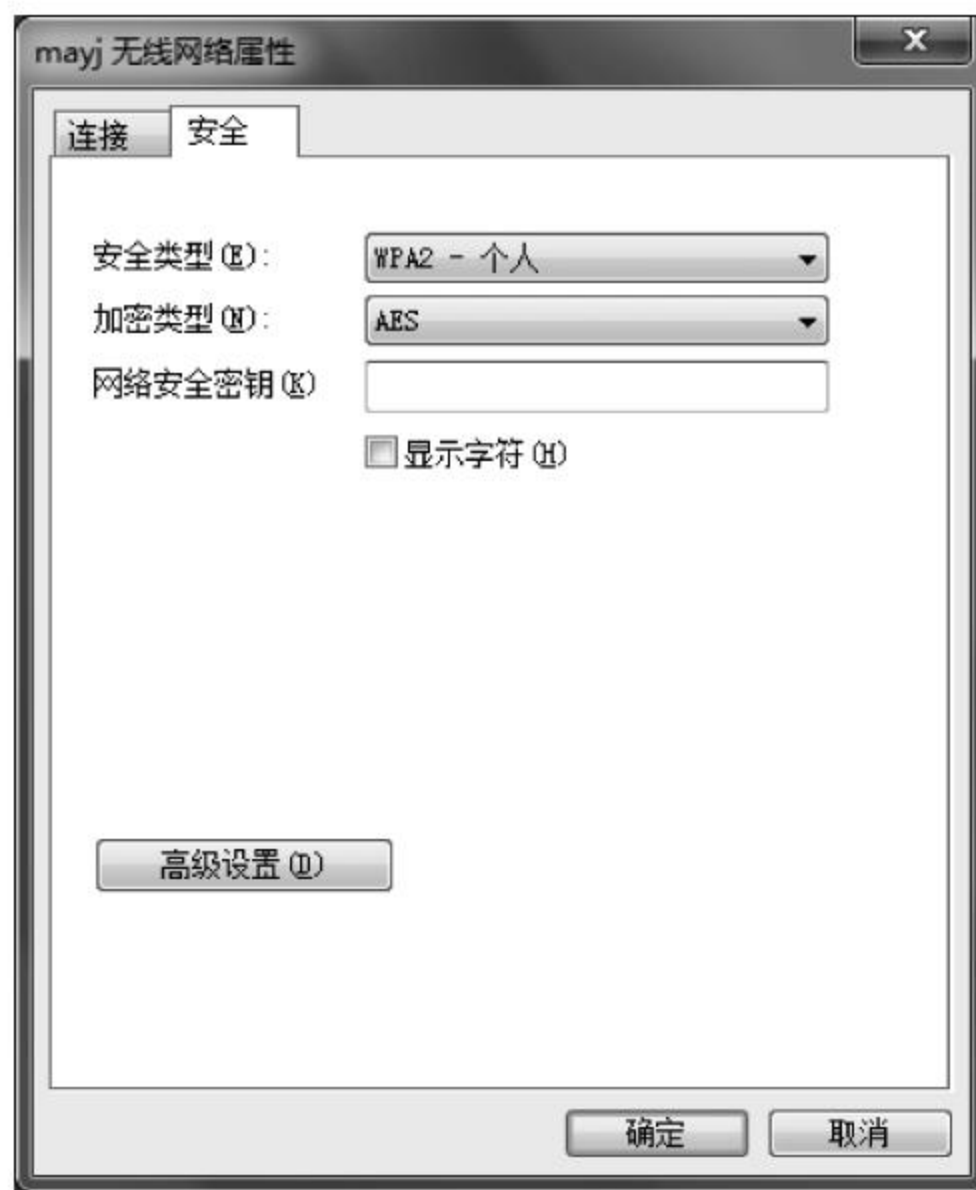 mayj 无线网络属性
连接 安全
安全类型(E):
WPA2 - 个人
加密类型(N):
AES
网络安全密钥(K)
显示字符(H)
高级设置(D)
确定 取消